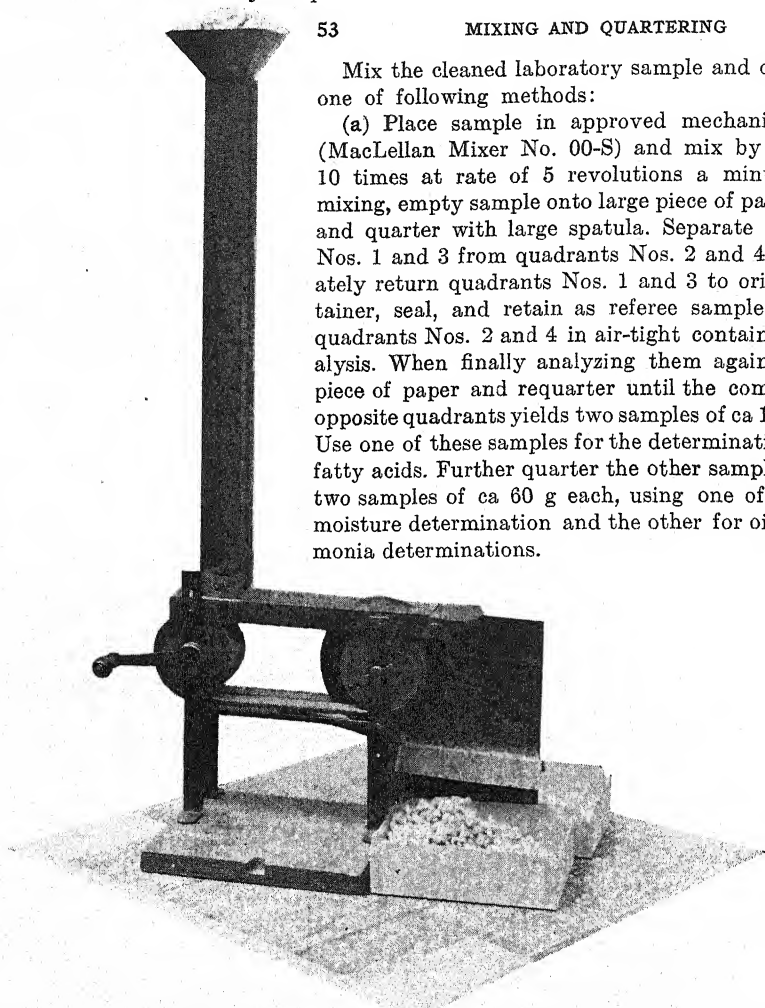 53 MIXING AND QUARTERING
Mix the cleaned laboratory sample and
one of following methods:
(a) Place sample in approved mechani
(MacLellan Mixer No. 00-S) and mix by
10 times at rate of 5 revolutions a min
mixing, empty sample onto large piece of pa
and quarter with large spatula. Separate
Nos. 1 and 3 from quadrants Nos. 2 and 4
ately return quadrants Nos. 1 and 3 to ori
tainer, seal, and retain as referee sample
quadrants Nos. 2 and 4 in air-tight contain
alysis. When finally analyzing them again
piece of paper and requarter until the com
opposite quadrants yields two samples of ca 1
Use one of these samples for the determinati
fatty acids. Further quarter the other sampl
two samples of ca 60 g each, using one of
moisture determination and the other for oi
monia determinations.